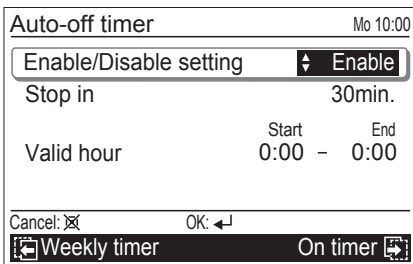 Auto-off timer Mo 10:00
Enable/Disable setting Enable
Stop in 30min.
Start End
Valid hour 0:00 – 0:00
Cancel: OK:
Weekly timer On timer